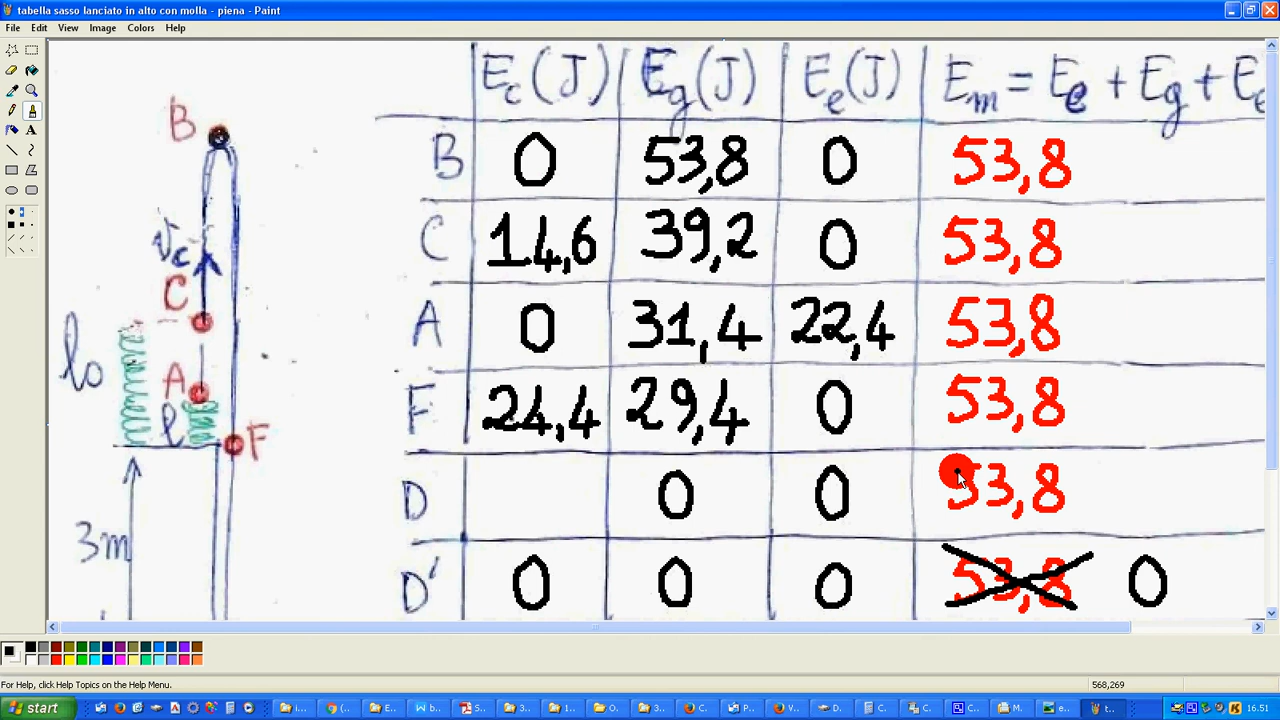 tabella sasso lanciato in alto con molla - piena - Paint
File Edit View Image Colors Help
Ec(J) Eg(J) Ee(J) Em = Ee + Eg + Ee
B 0 53,8 0 53,8
C 14,6 39,2 0 53,8
A 0 31,4 22,4 53,8
F 24,4 29,4 0 53,8
D 0 0 53,8
D' 0 0 0 53,8 0
B
vc
C
l0
A
l
F
3m
For Help, click Help Topics on the Help Menu.
568,269
start
16.51